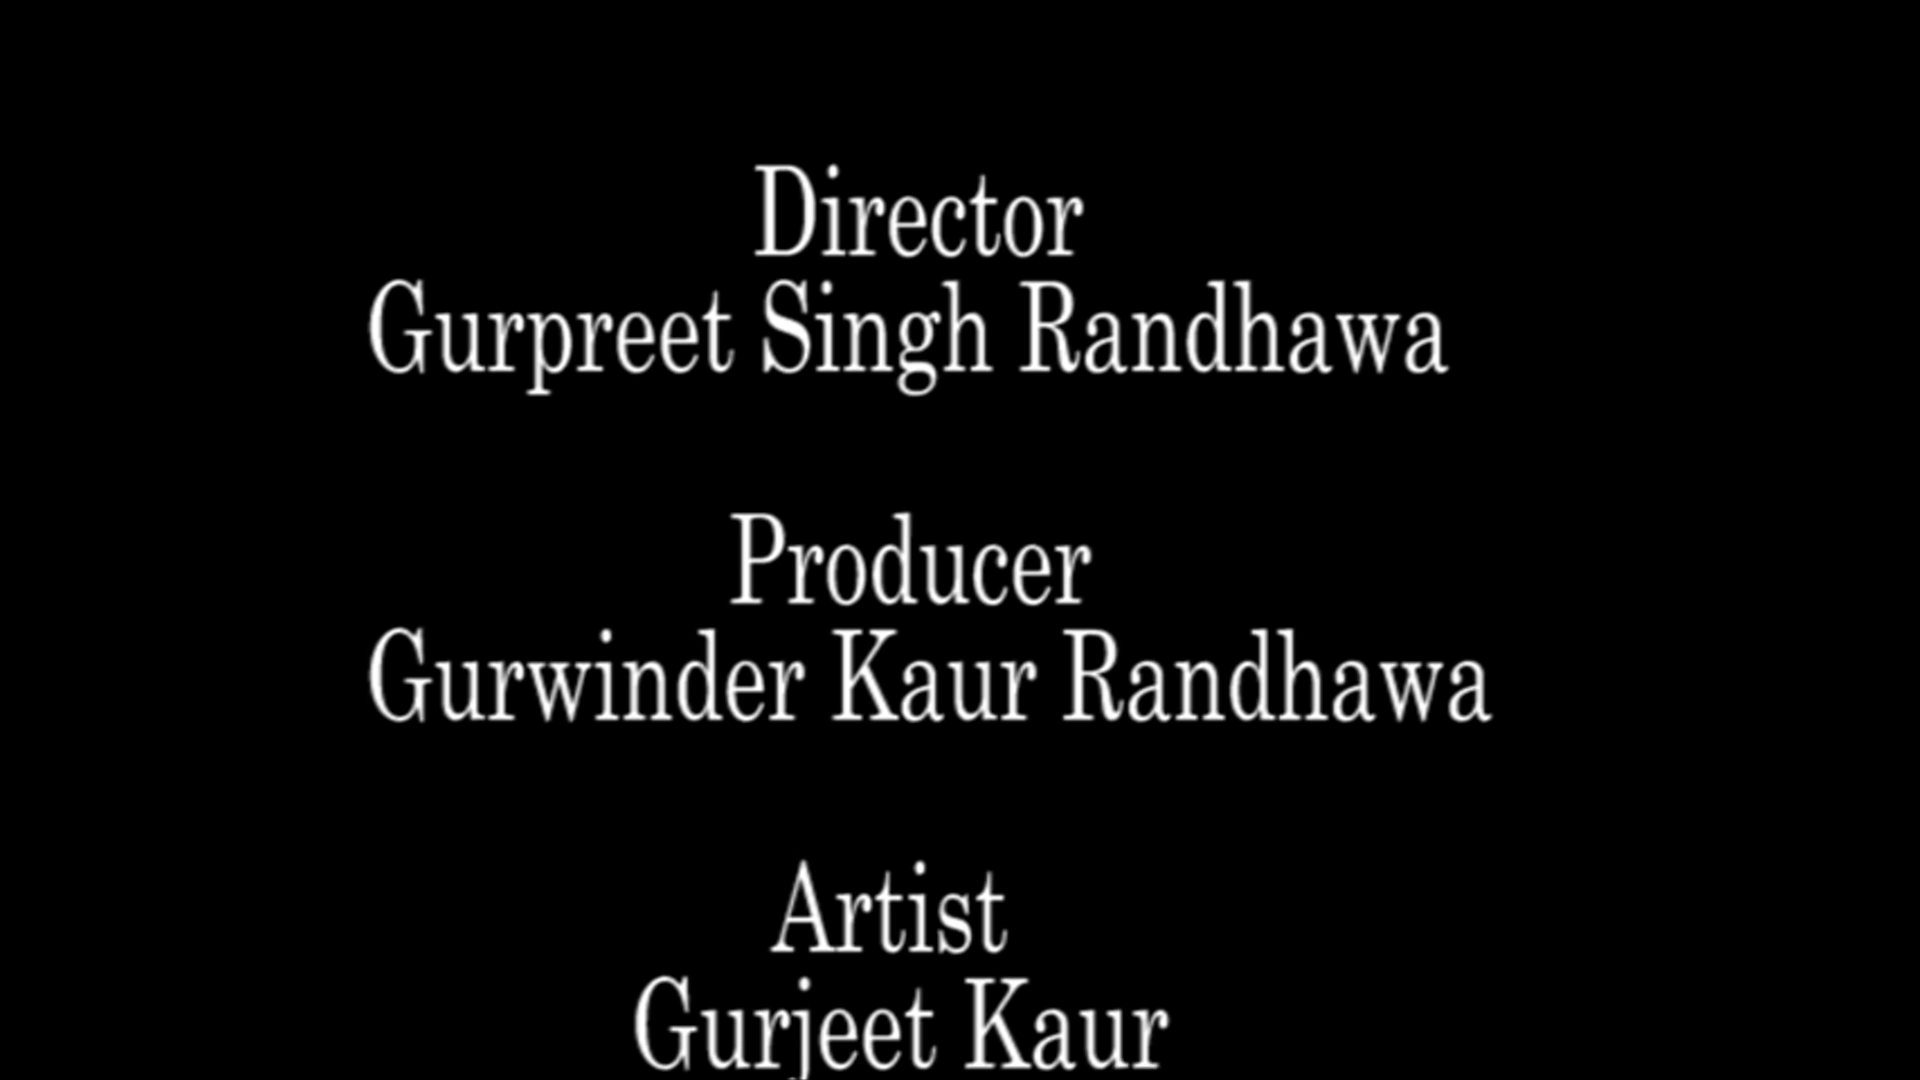 Director
Gurpreet Singh Randhawa
Producer
Gurwinder Kaur Randhawa
Artist
Gurjeet Kaur